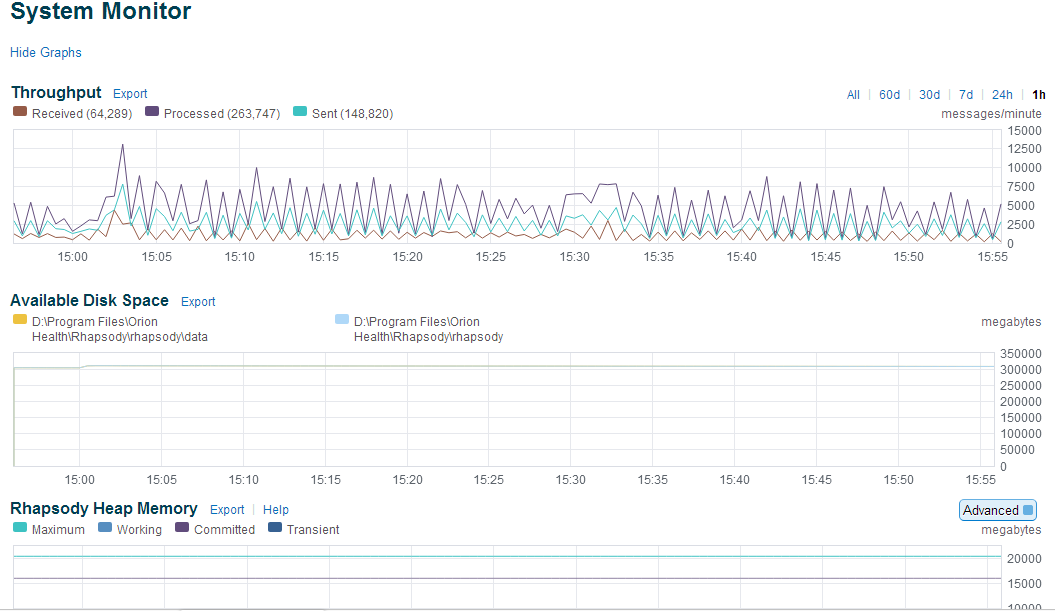 System Monitor
Hide Graphs
Throughput Export
All 60d 30d 7d 24h 1h
Received (64,289) Processed (263,747) Sent (148,820)
messages/minute
15000
12500
10000
7500
5000
2500
0
15:00 15:05 15:10 15:15 15:20 15:25 15:30 15:35 15:40 15:45 15:50 15:55
Available Disk Space Export
D:\Program Files\Orion
Health\Rhapsody\rhapsody\data
D:\Program Files\Orion
Health\Rhapsody\rhapsody
megabytes
350000
300000
250000
200000
150000
100000
50000
0
15:00 15:05 15:10 15:15 15:20 15:25 15:30 15:35 15:40 15:45 15:50 15:55
Rhapsody Heap Memory Export Help
Advanced
Maximum Working Committed Transient
megabytes
20000
15000
10000